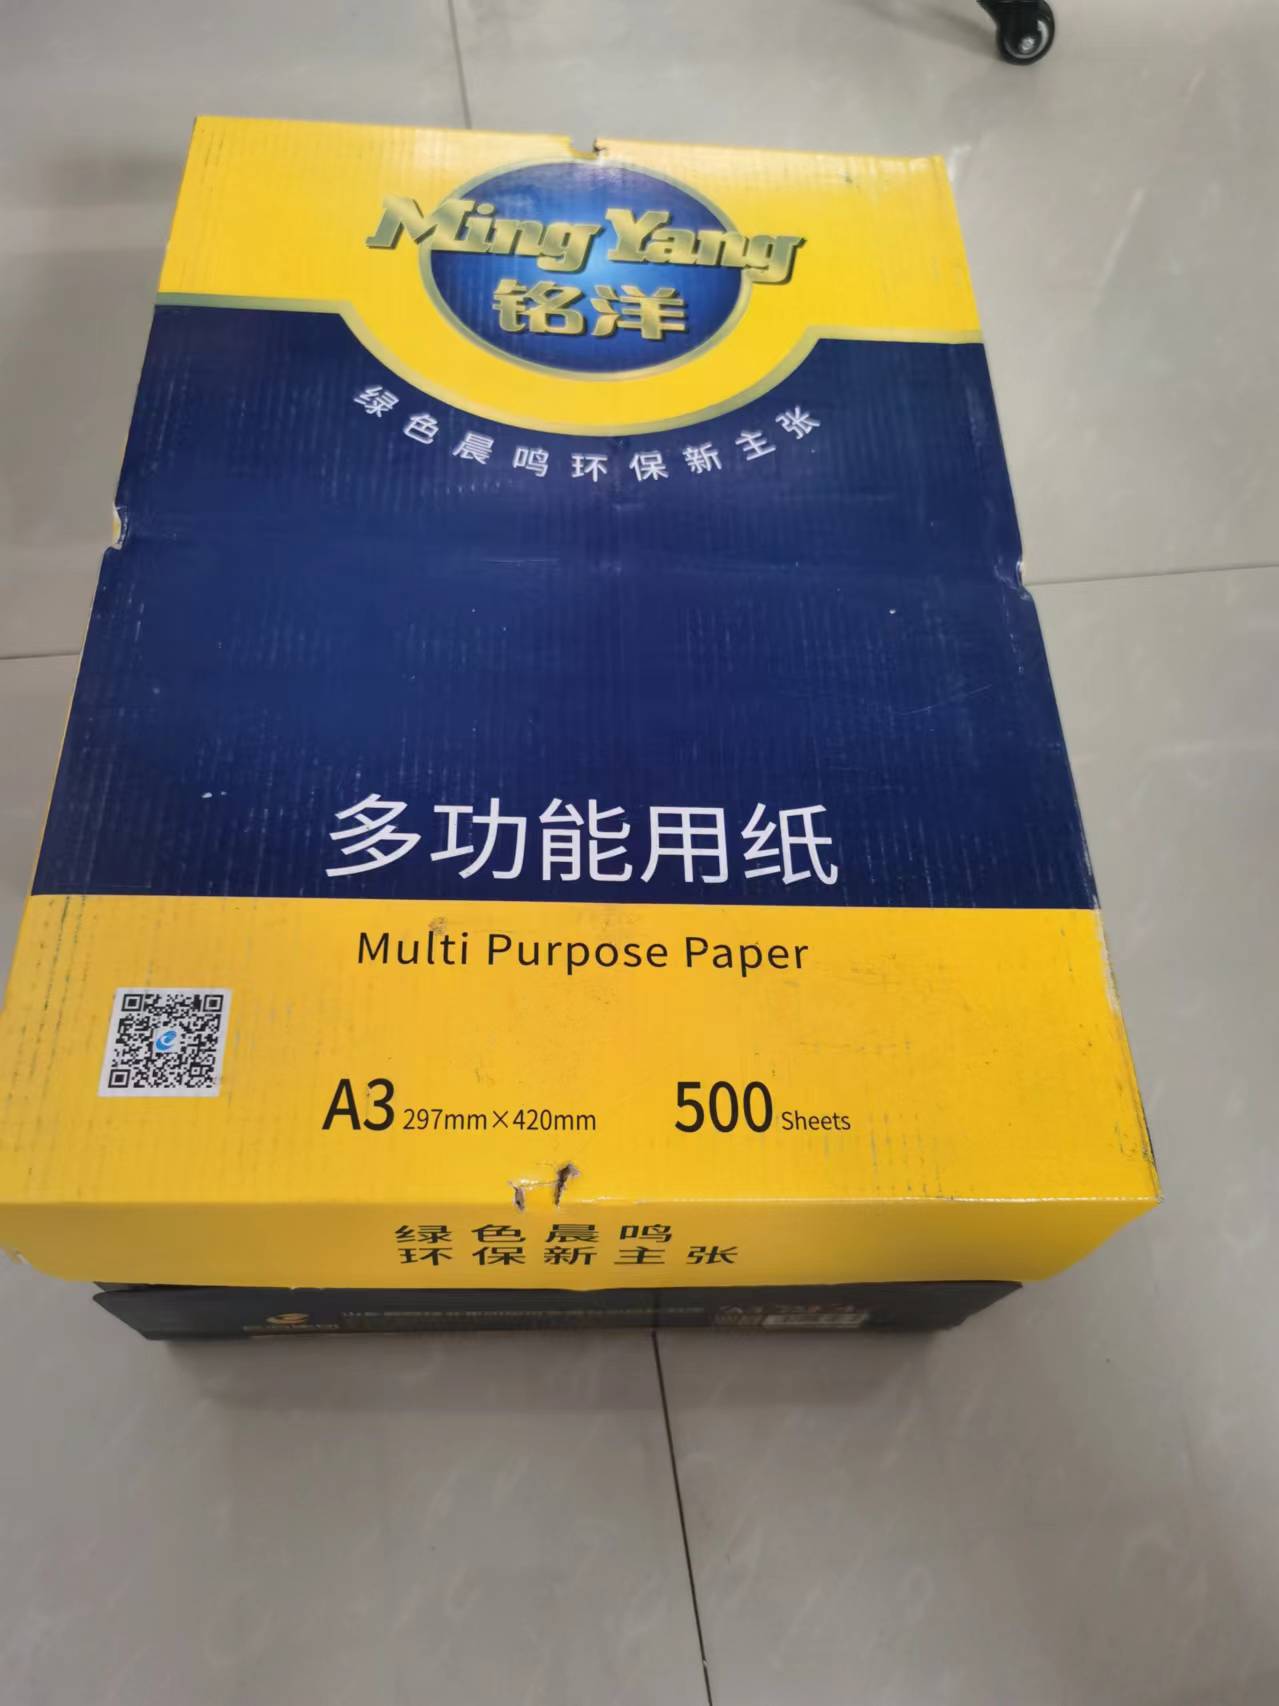 Ming Yang
铭洋
绿色晨鸣环保新主张
多功能用纸
Multi Purpose Paper
A3 297mm×420mm 500 Sheets
绿色晨鸣
环保新主张